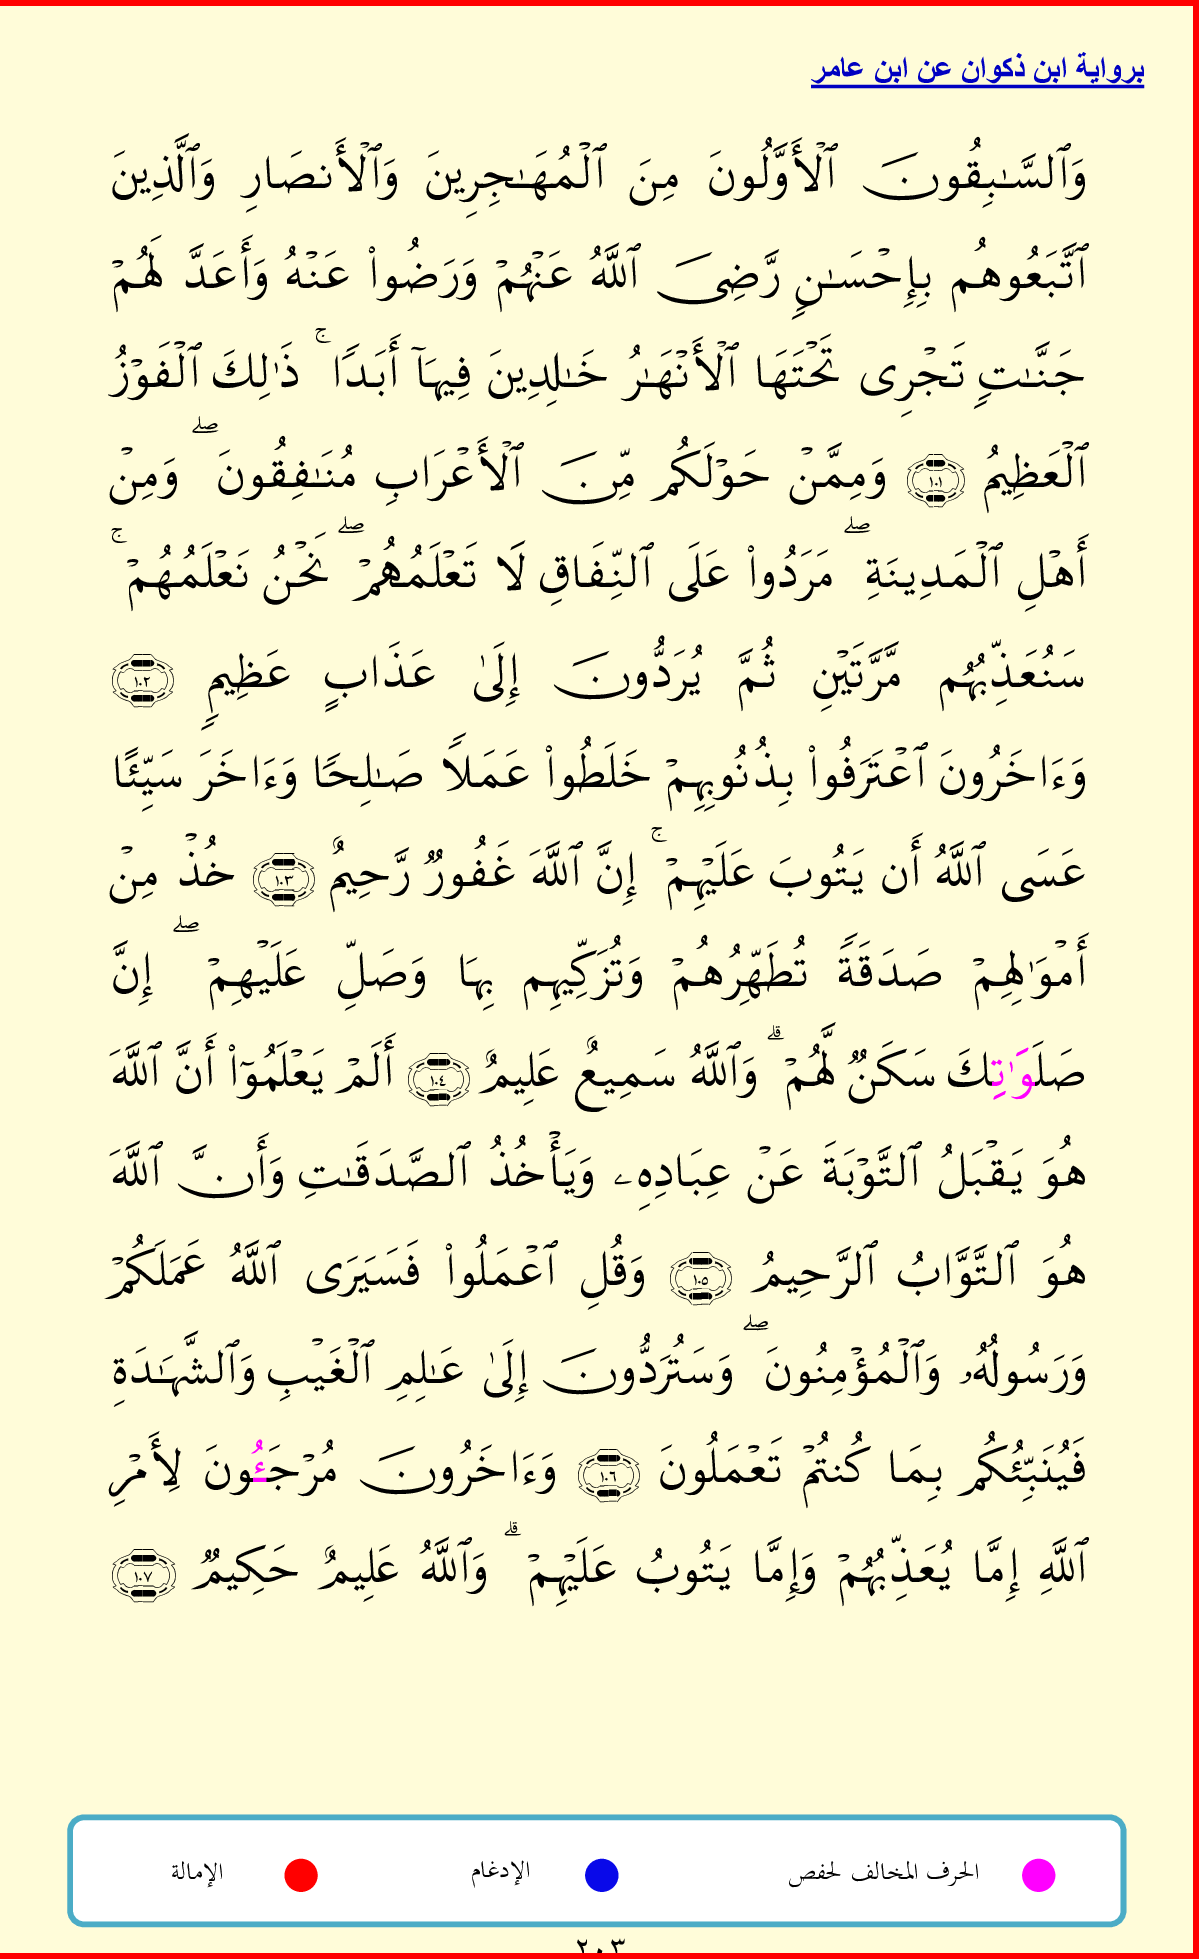 برواية ابن ذكوان عن ابن عامر
وَٱلسَّـٰبِقُونَ ٱلۡأَوَّلُونَ مِنَ ٱلۡمُهَـٰجِرِينَ وَٱلۡأَنصَارِ وَٱلَّذِينَ
ٱتَّبَعُوهُم بِإِحۡسَـٰنٍ رَّضِىَ ٱللَّهُ عَنۡهُمۡ وَرَضُوا۟ عَنۡهُ وَأَعَدَّ لَهُمۡ
جَنَّـٰتٍ تَجۡرِى تَحۡتَهَا ٱلۡأَنۡهَـٰرُ خَـٰلِدِينَ فِيهَآ أَبَدًا ۚ ذَٰلِكَ ٱلۡفَوۡزُ
ٱلۡعَظِيمُ ١٠١ وَمِمَّنۡ حَوۡلَكُم مِّنَ ٱلۡأَعۡرَابِ مُنَـٰفِقُونَ ۖ وَمِنۡ
أَهۡلِ ٱلۡمَدِينَةِ ۖ مَرَدُوا۟ عَلَى ٱلنِّفَاقِ لَا تَعۡلَمُهُمۡ ۖ نَحۡنُ نَعۡلَمُهُمۡ ۚ
سَنُعَذِّبُهُم مَّرَّتَيۡنِ ثُمَّ يُرَدُّونَ إِلَىٰ عَذَابٍ عَظِيمٍ ١٠٢
وَءَاخَرُونَ ٱعۡتَرَفُوا۟ بِذُنُوبِهِمۡ خَلَطُوا۟ عَمَلًا صَـٰلِحًا وَءَاخَرَ سَيِّئًا
عَسَى ٱللَّهُ أَن يَتُوبَ عَلَيۡهِمۡ ۚ إِنَّ ٱللَّهَ غَفُورٌ رَّحِيمٌ ١٠٣ خُذۡ مِنۡ
أَمۡوَٰلِهِمۡ صَدَقَةً تُطَهِّرُهُمۡ وَتُزَكِّيهِم بِهَا وَصَلِّ عَلَيۡهِمۡ ۖ إِنَّ
صَلَوَٰتِكَ سَكَنٌ لَّهُمۡ ۗ وَٱللَّهُ سَمِيعٌ عَلِيمٌ ١٠٤ أَلَمۡ يَعۡلَمُوٓا۟ أَنَّ ٱللَّهَ
هُوَ يَقۡبَلُ ٱلتَّوۡبَةَ عَنۡ عِبَادِهِۦ وَيَأۡخُذُ ٱلصَّدَقَـٰتِ وَأَنَّ ٱللَّهَ
هُوَ ٱلتَّوَّابُ ٱلرَّحِيمُ ١٠٥ وَقُلِ ٱعۡمَلُوا۟ فَسَيَرَى ٱللَّهُ عَمَلَكُمۡ
وَرَسُولُهُۥ وَٱلۡمُؤۡمِنُونَ ۖ وَسَتُرَدُّونَ إِلَىٰ عَـٰلِمِ ٱلۡغَيۡبِ وَٱلشَّهَـٰدَةِ
فَيُنَبِّئُكُم بِمَا كُنتُمۡ تَعۡمَلُونَ ١٠٦ وَءَاخَرُونَ مُرۡجَـُٔونَ لِأَمۡرِ
ٱللَّهِ إِمَّا يُعَذِّبُهُمۡ وَإِمَّا يَتُوبُ عَلَيۡهِمۡ ۗ وَٱللَّهُ عَلِيمٌ حَكِيمٌ ١٠٧
الحرف المخالف لحفص الإدغام الإمالة
٢٠٣